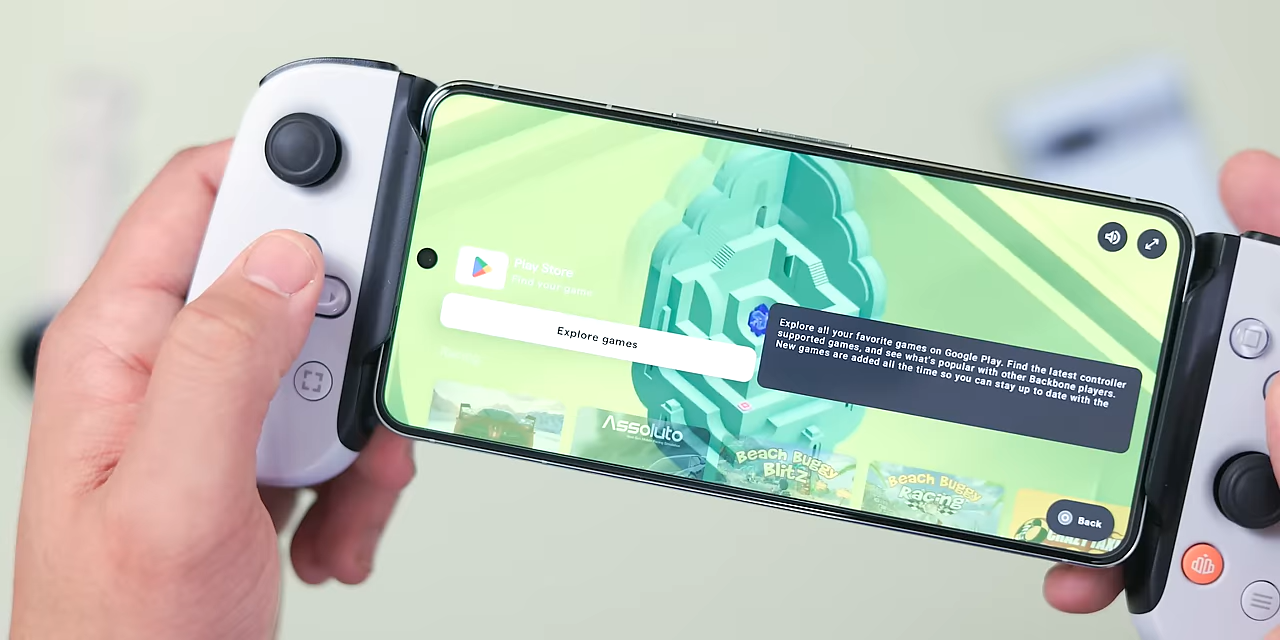 Play Store
Find your game
Explore games
Explore all your favorite games on Google Play. Find the latest controller
supported games, and see what's popular with other Backbone players.
New games are added all the time so you can stay up to date with the
Assoluto
Beach Buggy
Blitz
Beach Buggy
Racing
CRAZY TAXI
Back